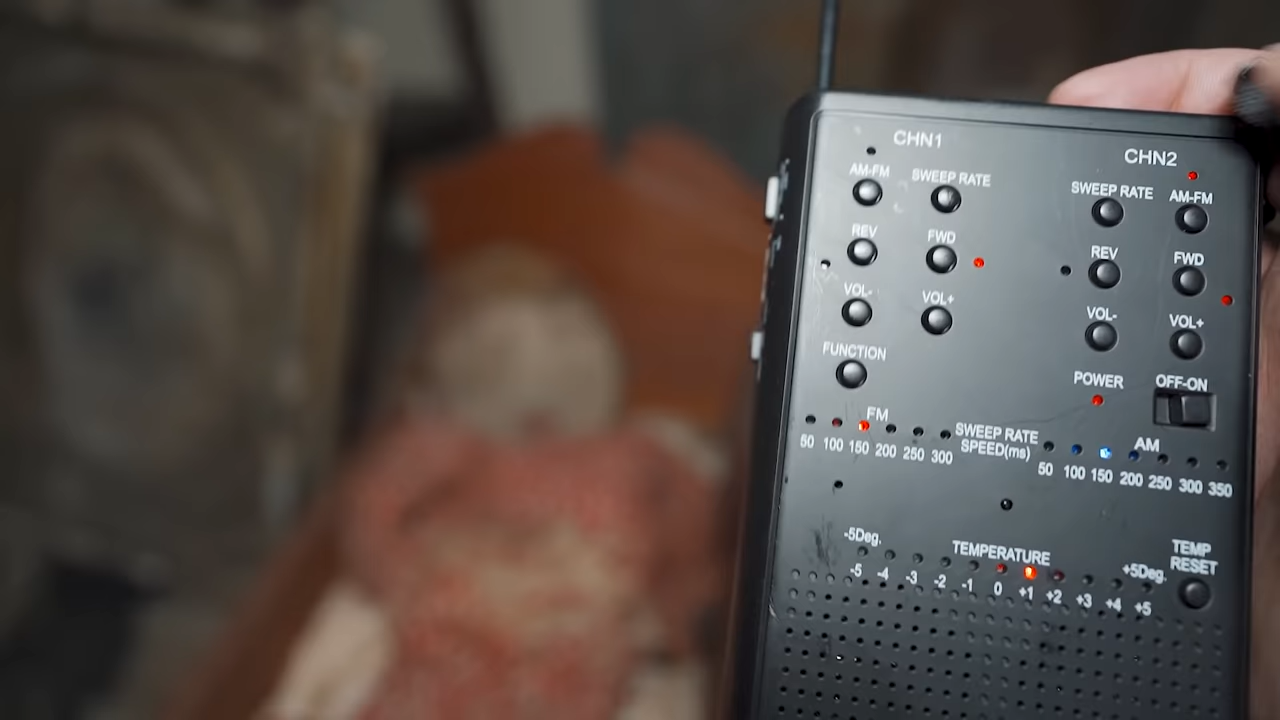 CHN1
CHN2
AM-FM SWEEP RATE
SWEEP RATE AM-FM
REV FWD
REV FWD
VOL- VOL+
VOL- VOL+
FUNCTION
POWER OFF-ON
FM
50 100 150 200 250 300
SWEEP RATE
SPEED(ms)
AM
50 100 150 200 250 300 350
-5Deg. TEMPERATURE +5Deg.
-5 -4 -3 -2 -1 0 +1 +2 +3 +4 +5
TEMP
RESET